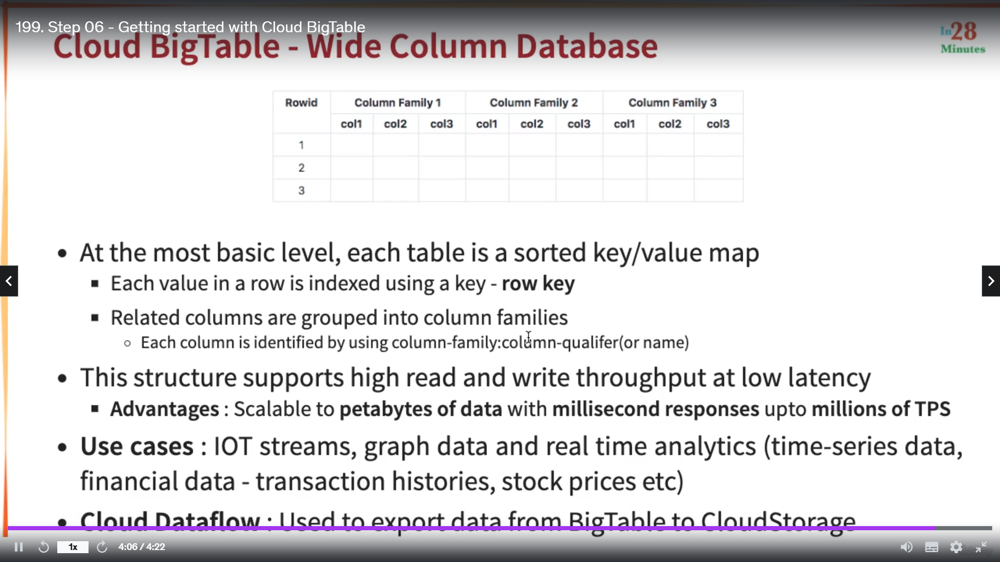 199. Step 06 - Getting started with Cloud BigTable
Cloud BigTable - Wide Column Database
In28
Minutes
Rowid Column Family 1 Column Family 2 Column Family 3
col1 col2 col3 col1 col2 col3 col1 col2 col3
1
2
3
• At the most basic level, each table is a sorted key/value map
▪ Each value in a row is indexed using a key - row key
▪ Related columns are grouped into column families
○ Each column is identified by using column-family:column-qualifer(or name)
• This structure supports high read and write throughput at low latency
▪ Advantages : Scalable to petabytes of data with millisecond responses upto millions of TPS
• Use cases : IOT streams, graph data and real time analytics (time-series data,
financial data - transaction histories, stock prices etc)
• Cloud Dataflow : Used to export data from BigTable to CloudStorage
1x 4:06 / 4:22